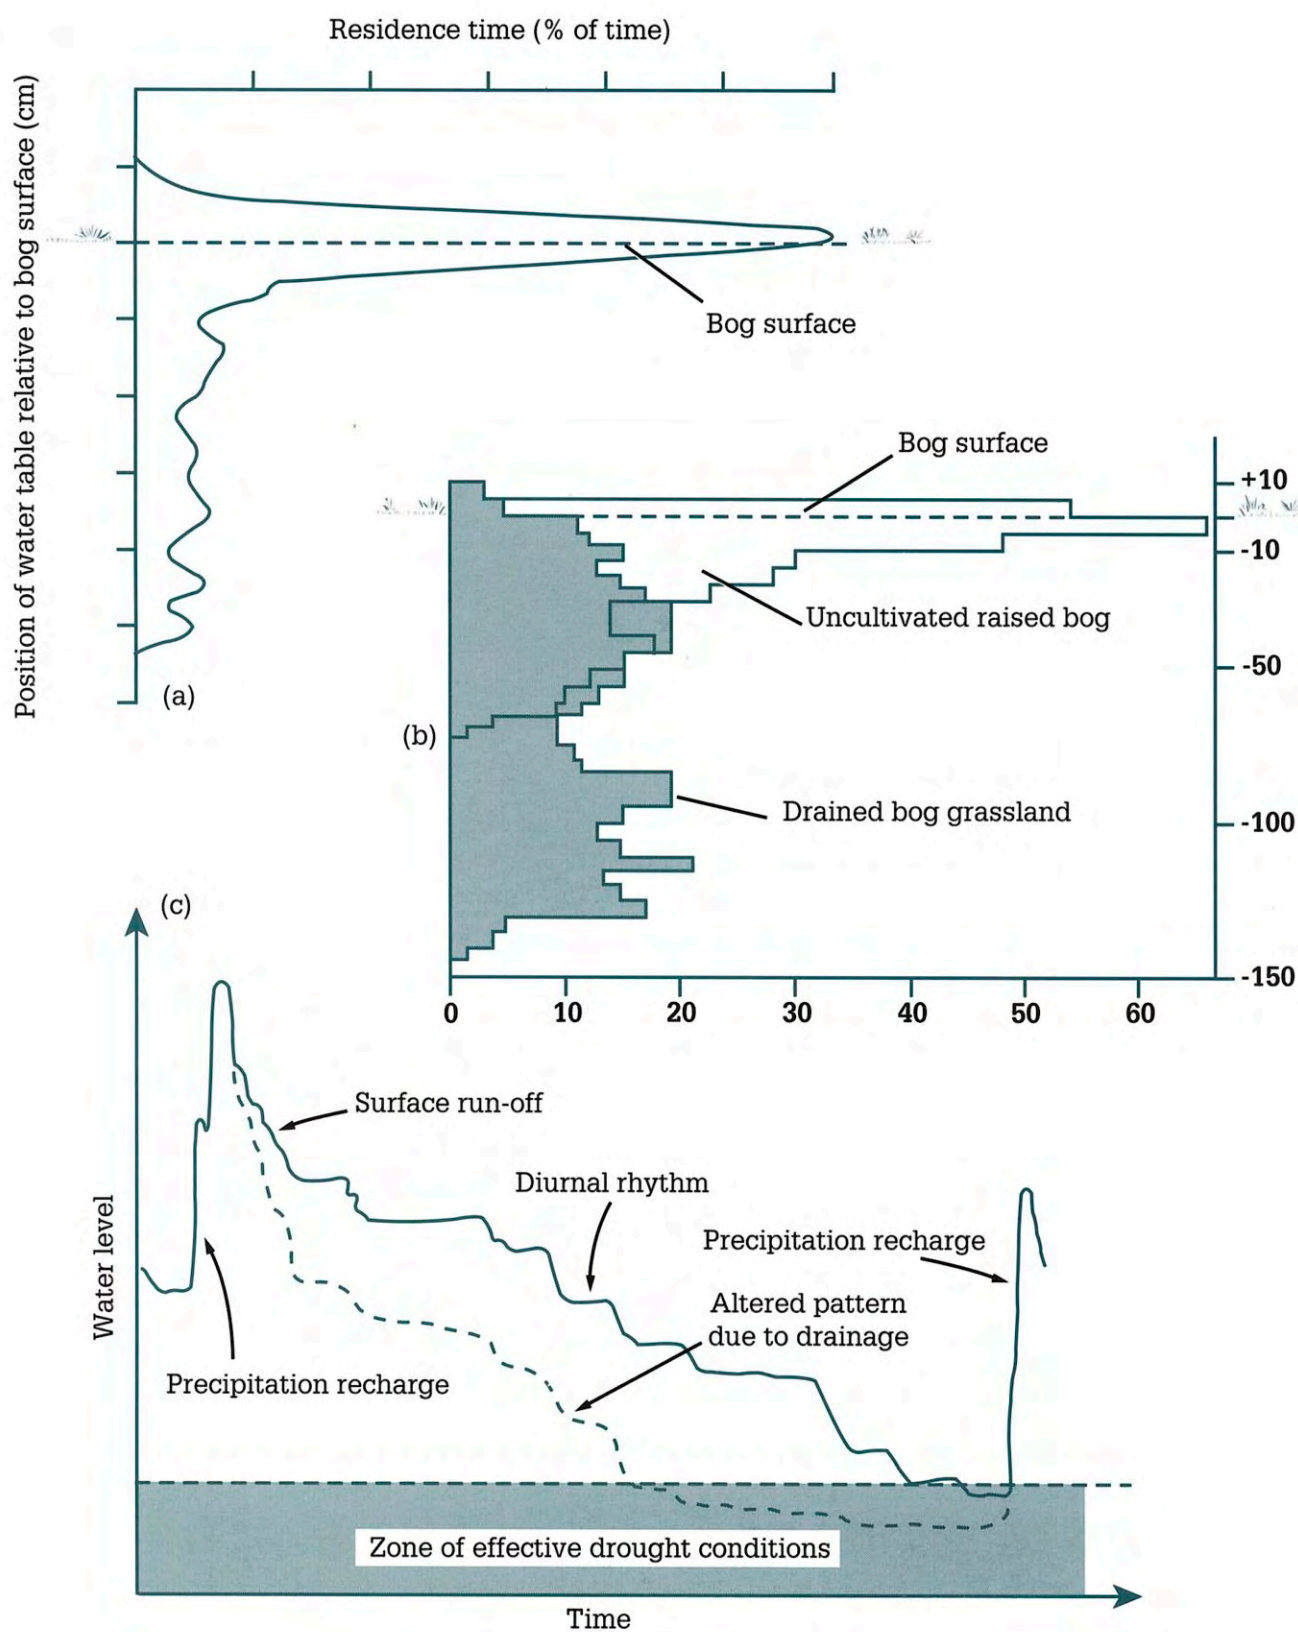 Residence time (% of time)
Position of water table relative to bog surface (cm)
Bog surface
(a)
Bog surface
+10
-10
Uncultivated raised bog
-50
(b)
Drained bog grassland
-100
-150
0 10 20 30 40 50 60
(c)
Surface run-off
Diurnal rhythm
Precipitation recharge
Altered pattern
due to drainage
Water level
Precipitation recharge
Zone of effective drought conditions
Time